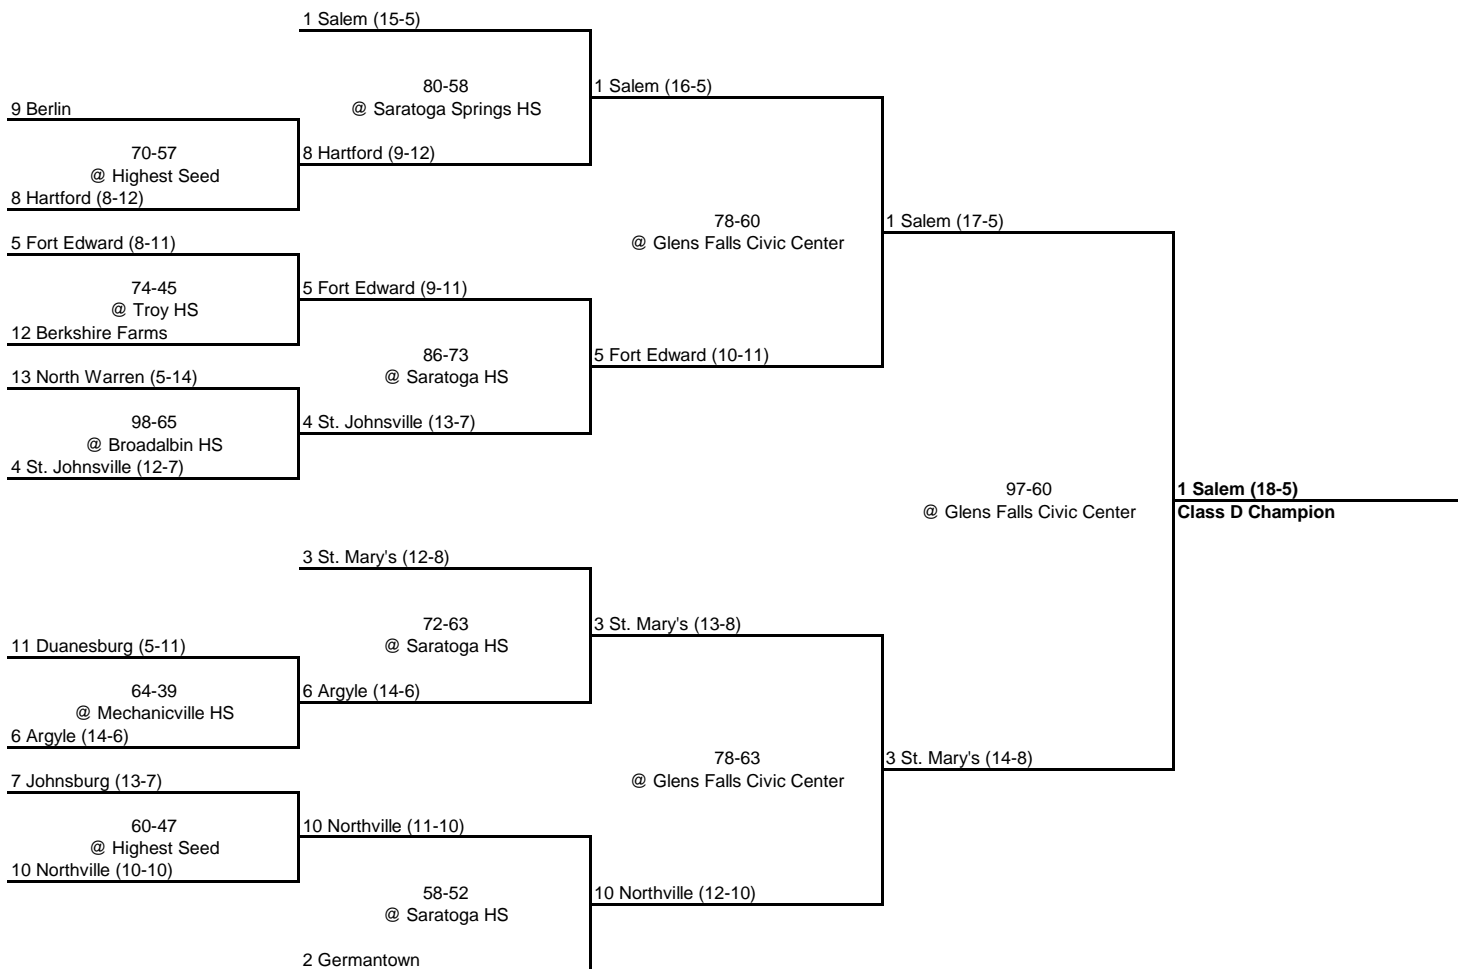 1 Salem (15-5)
80-58
@ Saratoga Springs HS
1 Salem (16-5)
9 Berlin
70-57
@ Highest Seed
8 Hartford (9-12)
8 Hartford (8-12)
78-60
@ Glens Falls Civic Center
1 Salem (17-5)
5 Fort Edward (8-11)
74-45
@ Troy HS
5 Fort Edward (9-11)
12 Berkshire Farms
86-73
@ Saratoga HS
5 Fort Edward (10-11)
13 North Warren (5-14)
98-65
@ Broadalbin HS
4 St. Johnsville (13-7)
4 St. Johnsville (12-7)
97-60
@ Glens Falls Civic Center
1 Salem (18-5)
Class D Champion
3 St. Mary's (12-8)
72-63
@ Saratoga HS
3 St. Mary's (13-8)
11 Duanesburg (5-11)
64-39
@ Mechanicville HS
6 Argyle (14-6)
6 Argyle (14-6)
78-63
@ Glens Falls Civic Center
3 St. Mary's (14-8)
7 Johnsburg (13-7)
60-47
@ Highest Seed
10 Northville (11-10)
10 Northville (10-10)
58-52
@ Saratoga HS
10 Northville (12-10)
2 Germantown